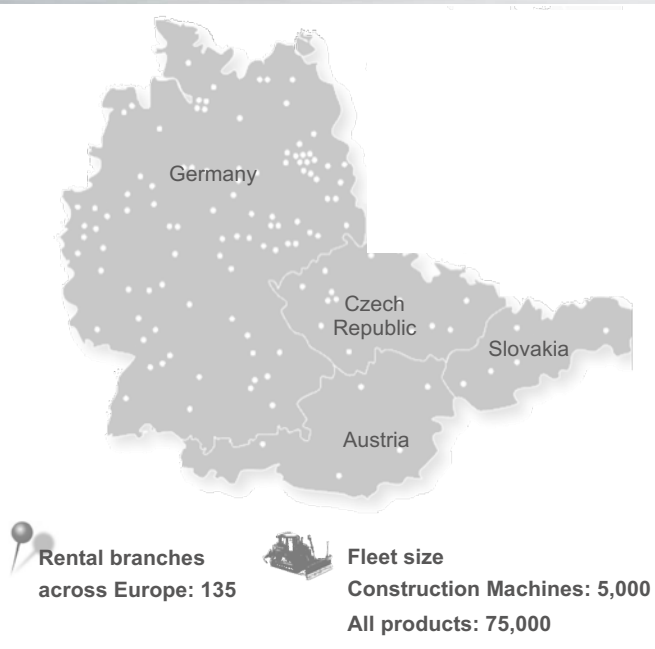 Germany
Czech
Republic
Slovakia
Austria
Rental branches
across Europe: 135
Fleet size
Construction Machines: 5,000
All products: 75,000